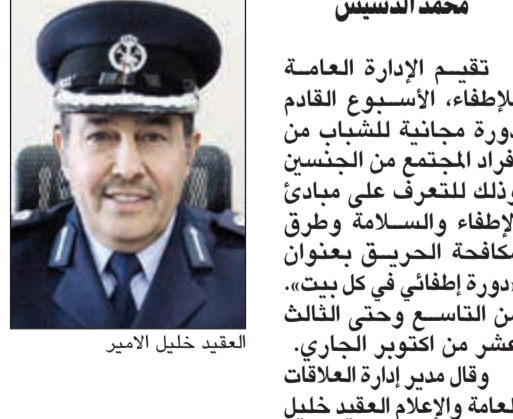 محمد الدشيش
تقيم الإدارة العامة
للإطفاء، الأسبوع القادم
دورة مجانية للشباب من
أفراد المجتمع من الجنسين
وذلك للتعرف على مبادئ
الإطفاء والسلامة وطرق
مكافحة الحريق بعنوان
«دورة إطفائي في كل بيت».
من التاسع وحتى الثالث
عشر من اكتوبر الجاري.
وقال مدير إدارة العلاقات
العامة والإعلام العقيد خليل
العقيد خليل الامير